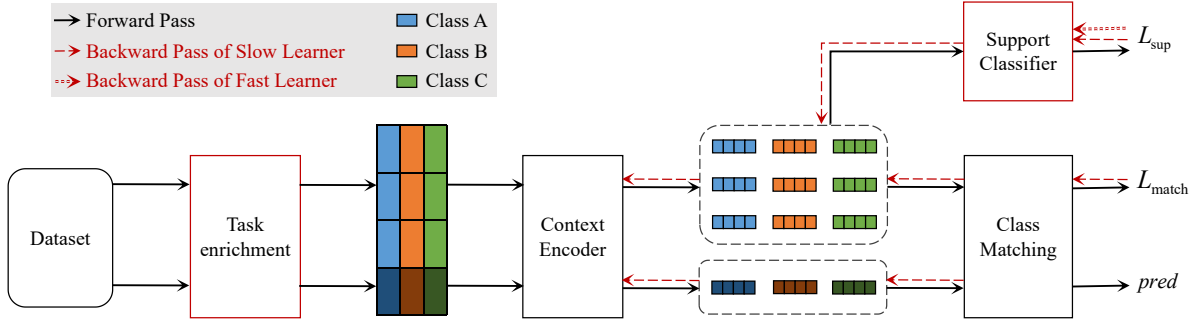 Forward Pass
Backward Pass of Slow Learner
Backward Pass of Fast Learner
Class A
Class B
Class C
Support
Classifier
L_sup
Dataset
Task
enrichment
Context
Encoder
Class
Matching
L_match
pred